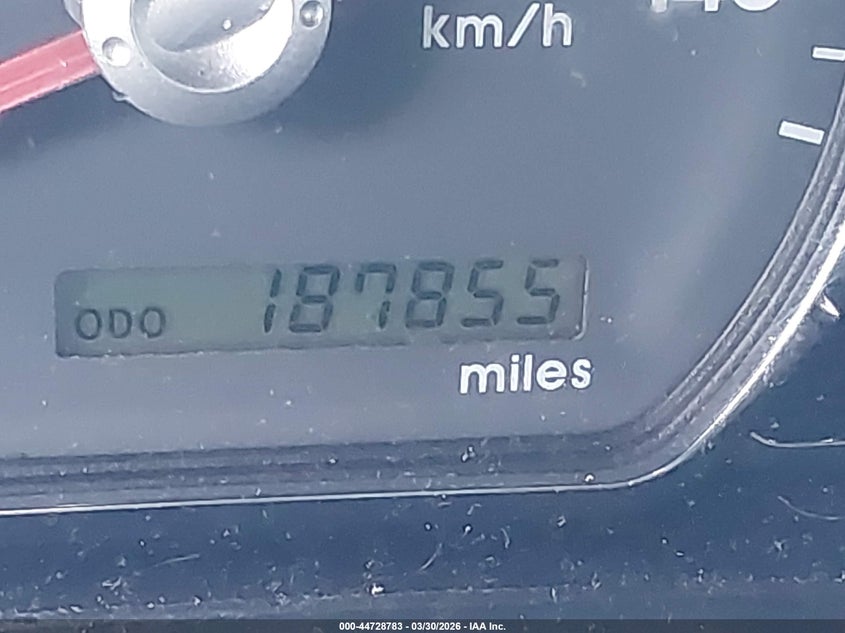 km/h
ODO 187855
miles
000-44728783 - 03/30/2026 - IAA Inc.